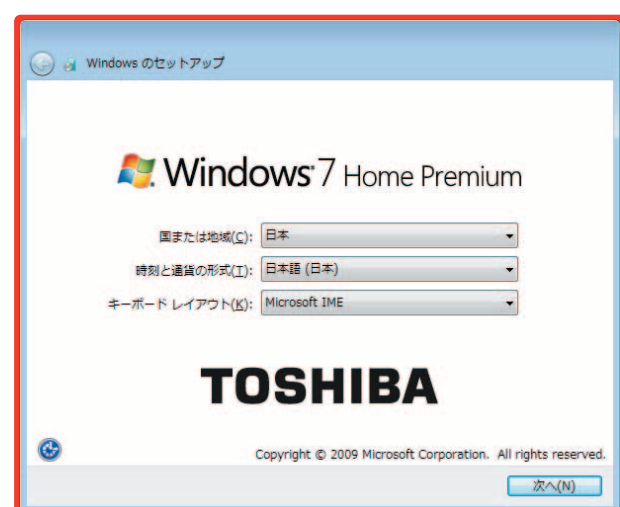 Windows のセットアップ
Windows 7 Home Premium
国または地域(C): 日本
時刻と通貨の形式(T): 日本語 (日本)
キーボード レイアウト(K): Microsoft IME
TOSHIBA
Copyright © 2009 Microsoft Corporation. All rights reserved.
次へ(N)